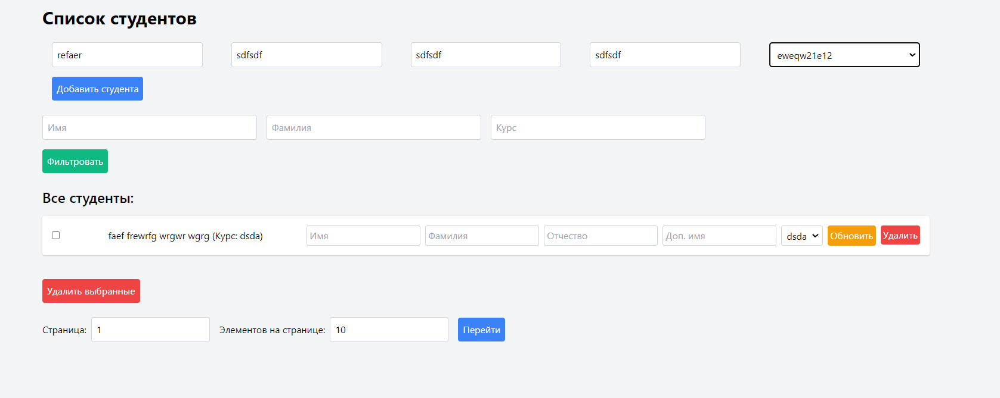 Список студентов
refaer sdfsdf sdfsdf sdfsdf eweqw21e12
Добавить студента
Имя Фамилия Курс
Фильтровать
Все студенты:
faef frewrfg wrgwr wgrg (Курс: dsda) Имя Фамилия Отчество Доп. имя dsda Обновить Удалить
Удалить выбранные
Страница: 1 Элементов на странице: 10 Перейти